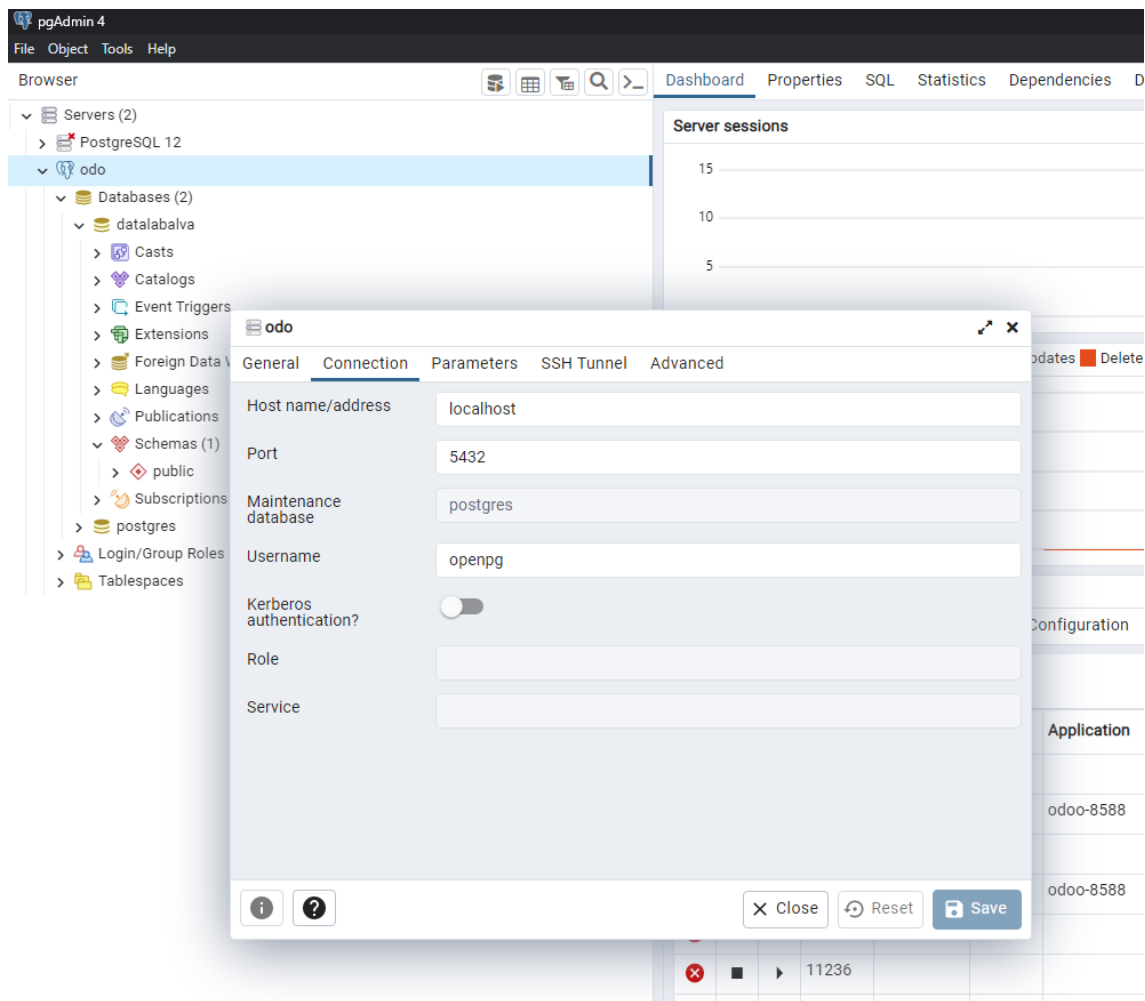 pgAdmin 4
File Object Tools Help
Browser
Dashboard Properties SQL Statistics Dependencies D
Servers (2)
PostgreSQL 12
odo
Databases (2)
datalabalva
Casts
Catalogs
Event Triggers
Extensions
Foreign Data
Languages
Publications
Schemas (1)
public
Subscriptions
postgres
Login/Group Roles
Tablespaces
Server sessions
15
10
5
odo
General Connection Parameters SSH Tunnel Advanced
Host name/address localhost
Port 5432
Maintenance
database
postgres
Username openpg
Kerberos
authentication?
Role
Service
Close Reset Save
pdates Delete
Configuration
Application
odoo-8588
odoo-8588
11236